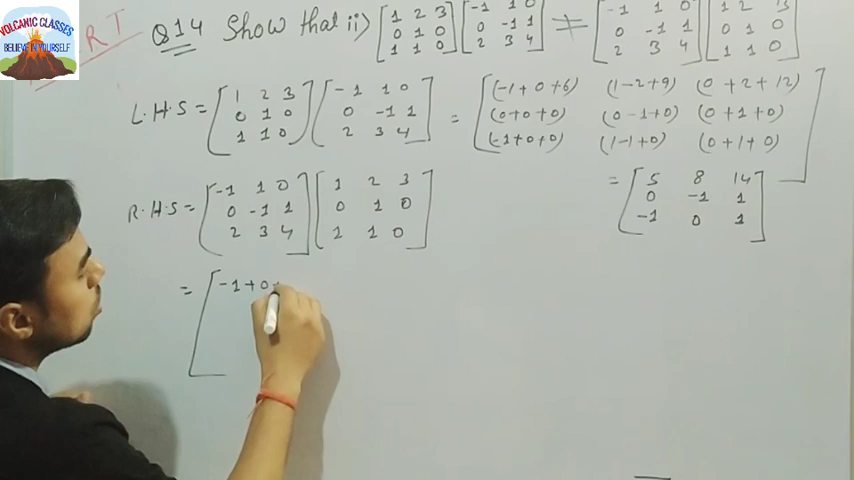 VOLCANIC CLASSES
BELIEVE IN YOURSELF
RT
Q14 Show that ii) [1 2 3 [-1 1 0 ≠ [-1 1 0 [1 2 3
0 1 0 0 -1 1 0 -1 1 0 1 0
1 1 0] 2 3 4] 2 3 4] 1 1 0]
L.H.S = [1 2 3 [-1 1 0 = [(-1+0+6) (1-2+9) (0+2+12)
0 1 0 0 -1 1 (0+0+0) (0-1+0) (0+1+0)
1 1 0] 2 3 4] (-1+0+0) (1-1+0) (0+1+0)]
= [5 8 14
0 -1 1
-1 0 1]
R.H.S = [-1 1 0 [1 2 3
0 -1 1 0 1 0
2 3 4] 1 1 0]
= [-1+0